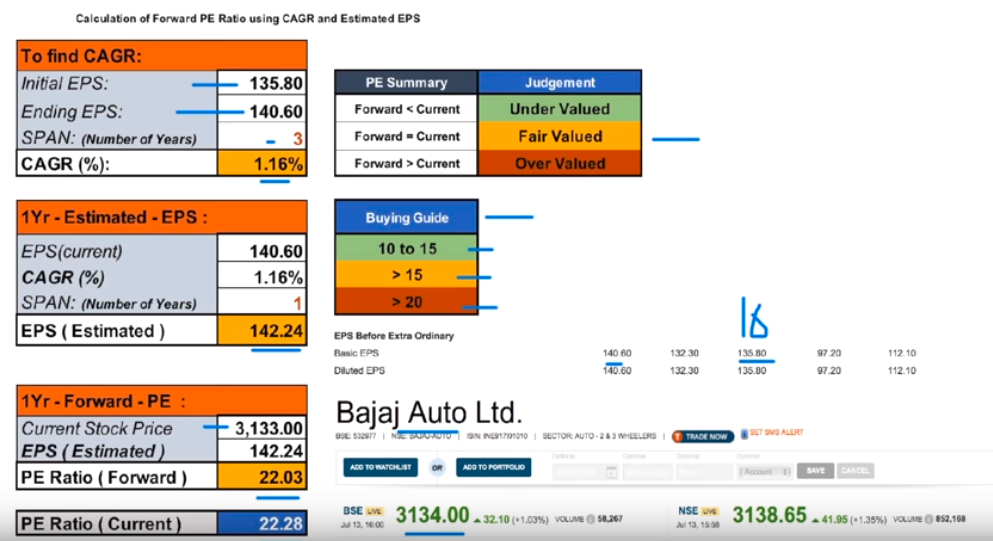 Calculation of Forward PE Ratio using CAGR and Estimated EPS
To find CAGR:
Initial EPS: 135.80
Ending EPS: 140.60
SPAN: (Number of Years) 3
CAGR (%): 1.16%
PE Summary Judgement
Forward < Current Under Valued
Forward = Current Fair Valued
Forward > Current Over Valued
1Yr - Estimated - EPS :
EPS(current) 140.60
CAGR (%) 1.16%
SPAN: (Number of Years) 1
EPS ( Estimated ) 142.24
Buying Guide
10 to 15
> 15
> 20
16
EPS Before Extra Ordinary
Basic EPS 140.60 132.30 135.80 97.20 112.10
Diluted EPS 140.60 132.30 135.80 97.20 112.10
1Yr - Forward - PE :
Current Stock Price 3,133.00
EPS ( Estimated ) 142.24
PE Ratio ( Forward ) 22.03
PE Ratio ( Current ) 22.28
Bajaj Auto Ltd.
BSE: 532977 | NSE: BAJAJ-AUTO | ISIN: INE917I01010 | SECTOR: AUTO - 2 & 3 WHEELERS | TRADE NOW SET SMS ALERT
ADD TO WATCHLIST OR ADD TO PORTFOLIO Account SAVE CANCEL
BSE LIVE 3134.00 32.10 (+1.03%) VOLUME 58,267
Jul 13, 16:00
NSE LIVE 3138.65 41.95 (+1.35%) VOLUME 852,168
Jul 13, 15:58